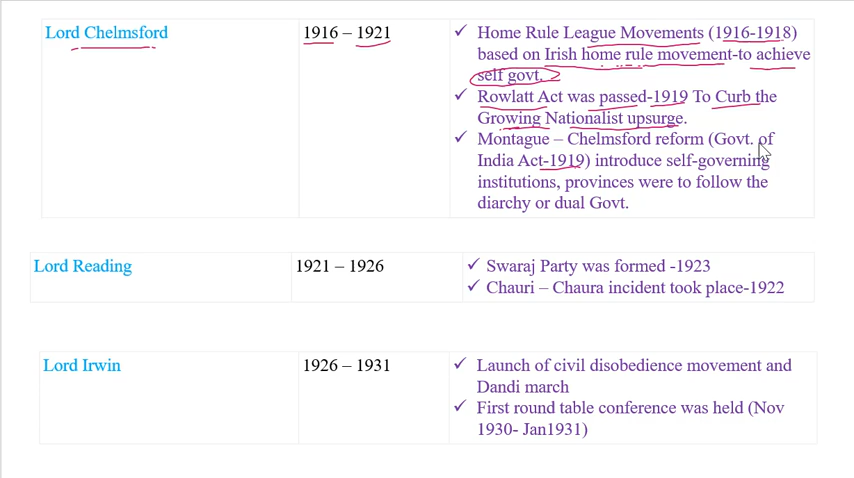 Lord Chelmsford
1916 – 1921
✓ Home Rule League Movements (1916-1918)
based on Irish home rule movement-to achieve
self govt.
✓ Rowlatt Act was passed-1919 To Curb the
Growing Nationalist upsurge.
✓ Montague – Chelmsford reform (Govt. of
India Act-1919) introduce self-governing
institutions, provinces were to follow the
diarchy or dual Govt.
Lord Reading
1921 – 1926
✓ Swaraj Party was formed -1923
✓ Chauri – Chaura incident took place-1922
Lord Irwin
1926 – 1931
✓ Launch of civil disobedience movement and
Dandi march
✓ First round table conference was held (Nov
1930- Jan1931)